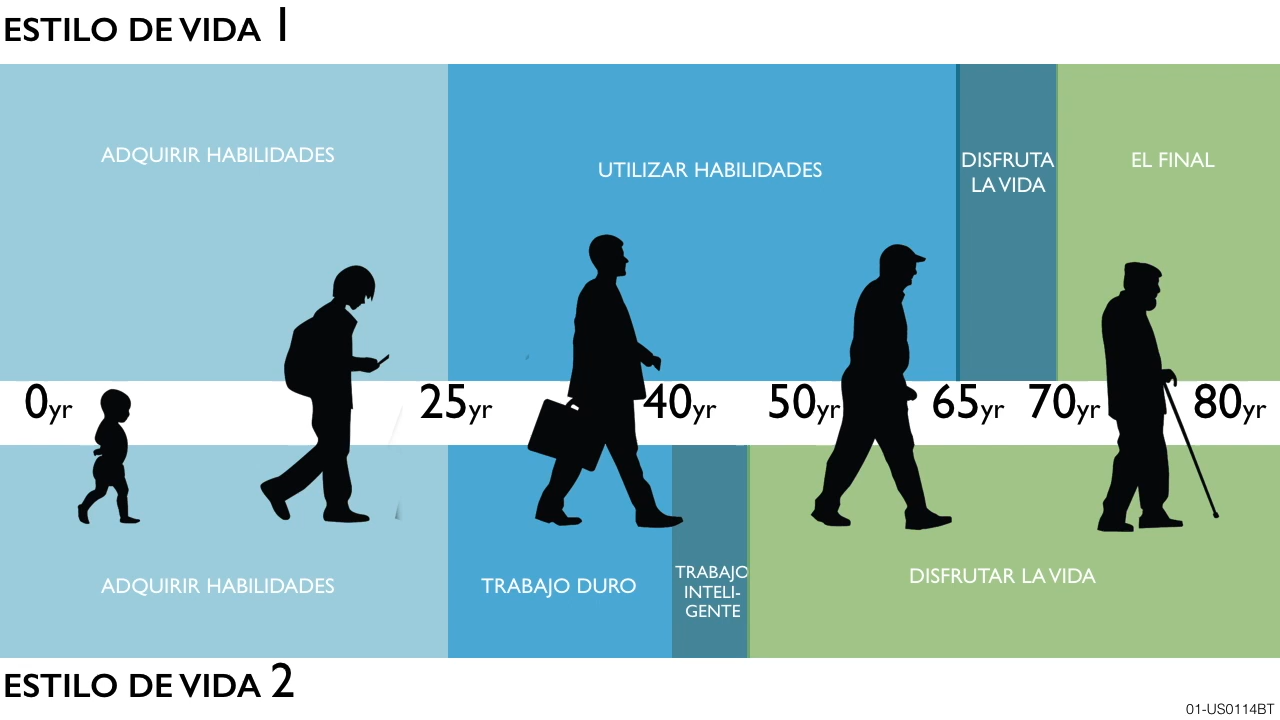 ESTILO DE VIDA 1
ADQUIRIR HABILIDADES
UTILIZAR HABILIDADES
DISFRUTA
LA VIDA
EL FINAL
0yr 25yr 40yr 50yr 65yr 70yr 80yr
ADQUIRIR HABILIDADES
TRABAJO DURO
TRABAJO
INTELI-
GENTE
DISFRUTAR LA VIDA
ESTILO DE VIDA 2
01-US0114BT